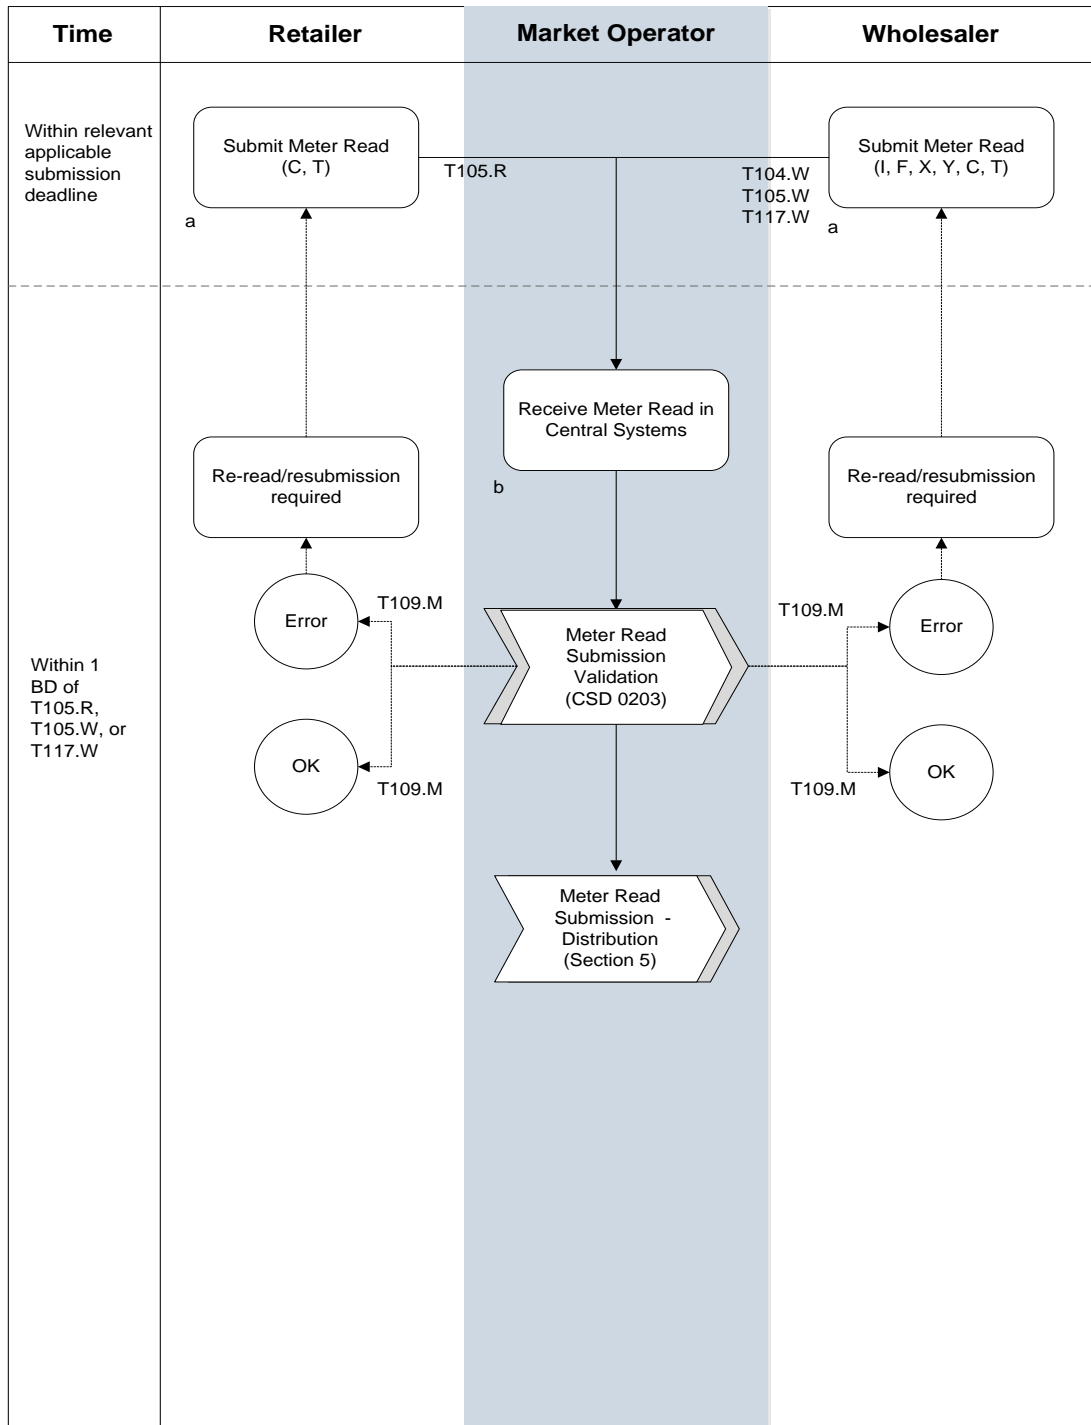 Time
Retailer
Market Operator
Wholesaler
Within relevant
applicable
submission
deadline
Submit Meter Read
(C, T)
a
T105.R
T104.W
T105.W
T117.W
Submit Meter Read
(I, F, X, Y, C, T)
a
Receive Meter Read in
Central Systems
b
Re-read/resubmission
required
Re-read/resubmission
required
Within 1
BD of
T105.R,
T105.W, or
T117.W
Error
T109.M
Meter Read
Submission
Validation
(CSD 0203)
T109.M
Error
OK
T109.M
T109.M
OK
Meter Read
Submission  -
Distribution
(Section 5)